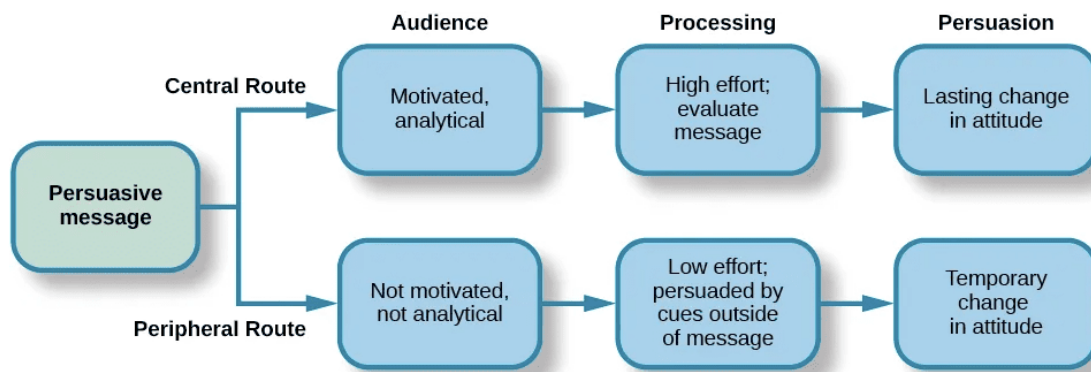 Audience
Processing
Persuasion
Central Route
Motivated,
analytical
High effort;
evaluate
message
Lasting change
in attitude
Persuasive
message
Peripheral Route
Not motivated,
not analytical
Low effort;
persuaded by
cues outside
of message
Temporary
change
in attitude